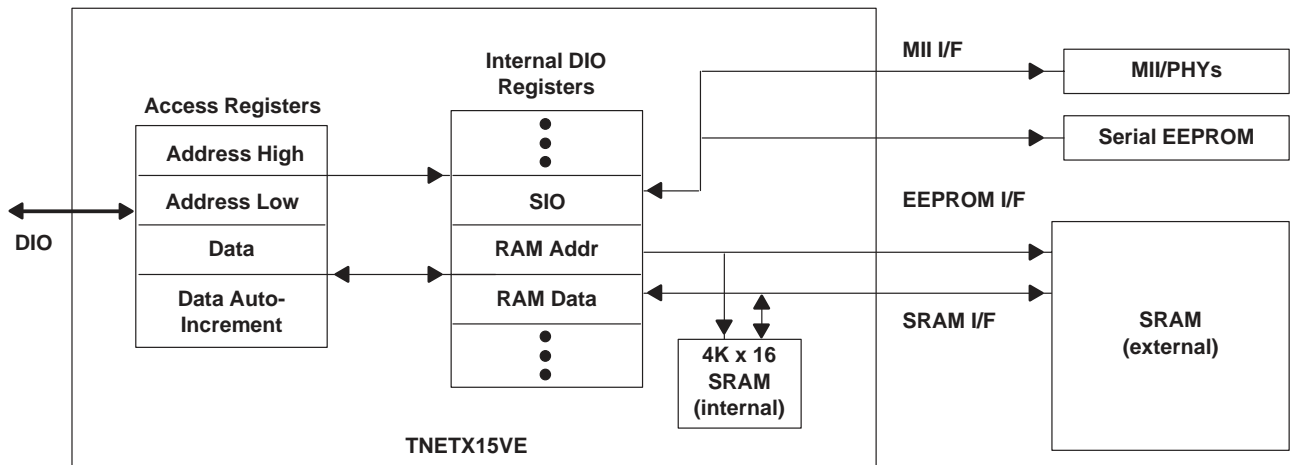 MII I/F
MII/PHYs
Internal DIO
Registers
Access Registers
Serial EEPROM
Address High
Address Low
SIO
EEPROM I/F
DIO
Data
RAM Addr
Data Auto-
Increment
RAM Data
SRAM I/F
SRAM
(external)
4K x 16
SRAM
(internal)
TNETX15VE